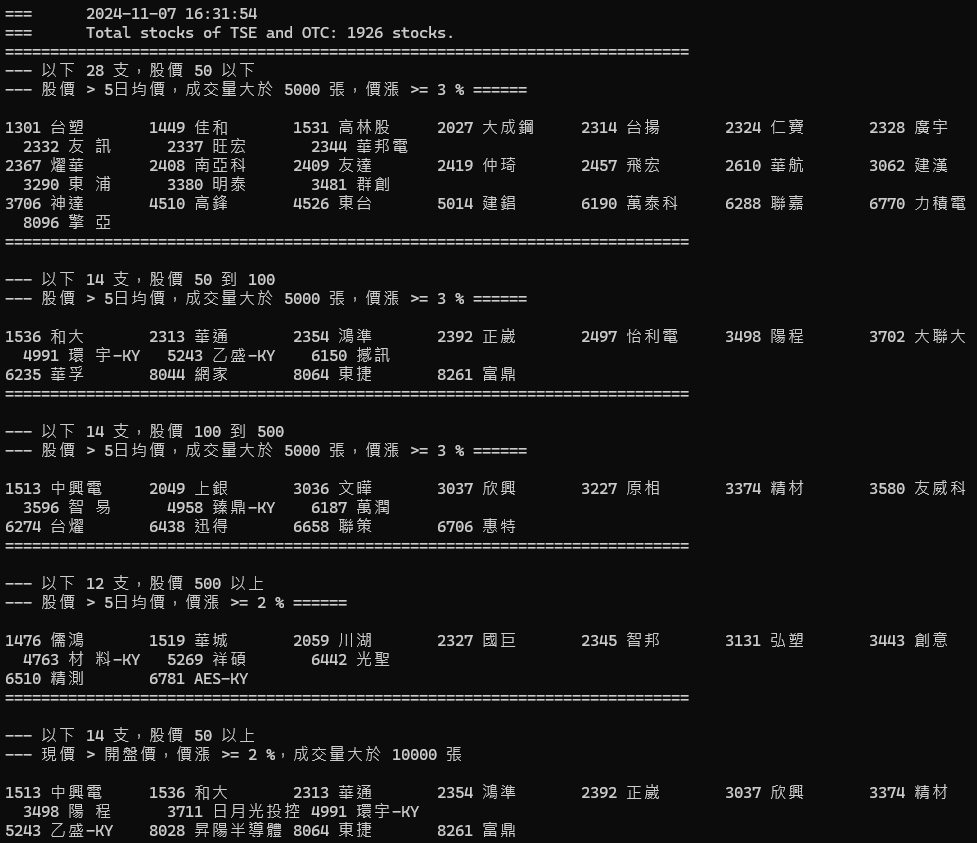 ===      2024-11-07 16:31:54
===      Total stocks of TSE and OTC: 1926 stocks.
============================================================================
--- 以下 28 支，股價 50 以下
--- 股價 > 5日均價，成交量大於 5000 張，價漲 >= 3 % ======
1301 台塑 1449 佳和 1531 高林股 2027 大成鋼 2314 台揚 2324 仁寶 2328 廣宇
2332 友 訊 2337 旺宏 2344 華邦電
2367 燿華 2408 南亞科 2409 友達 2419 仲琦 2457 飛宏 2610 華航 3062 建漢
3290 東 浦 3380 明泰 3481 群創
3706 神達 4510 高鋒 4526 東台 5014 建錩 6190 萬泰科 6288 聯嘉 6770 力積電
8096 擎 亞
============================================================================
--- 以下 14 支，股價 50 到 100
--- 股價 > 5日均價，成交量大於 5000 張，價漲 >= 3 % ======
1536 和大 2313 華通 2354 鴻準 2392 正崴 2497 怡利電 3498 陽程 3702 大聯大
4991 環 宇-KY 5243 乙盛-KY 6150 撼訊
6235 華孚 8044 網家 8064 東捷 8261 富鼎
============================================================================
--- 以下 14 支，股價 100 到 500
--- 股價 > 5日均價，成交量大於 5000 張，價漲 >= 3 % ======
1513 中興電 2049 上銀 3036 文曄 3037 欣興 3227 原相 3374 精材 3580 友威科
3596 智 易 4958 臻鼎-KY 6187 萬潤
6274 台燿 6438 迅得 6658 聯策 6706 惠特
============================================================================
--- 以下 12 支，股價 500 以上
--- 股價 > 5日均價，價漲 >= 2 % ======
1476 儒鴻 1519 華城 2059 川湖 2327 國巨 2345 智邦 3131 弘塑 3443 創意
4763 材 料-KY 5269 祥碩 6442 光聖
6510 精測 6781 AES-KY
============================================================================
--- 以下 14 支，股價 50 以上
--- 現價 > 開盤價，價漲 >= 2 %，成交量大於 10000 張
1513 中興電 1536 和大 2313 華通 2354 鴻準 2392 正崴 3037 欣興 3374 精材
3498 陽 程 3711 日月光投控 4991 環宇-KY
5243 乙盛-KY 8028 昇陽半導體 8064 東捷 8261 富鼎